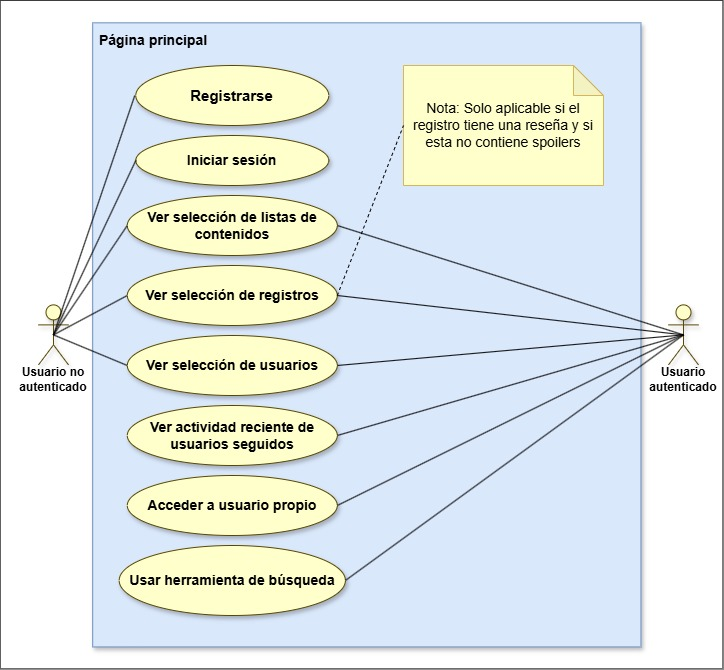 Página principal
Registrarse
Nota: Solo aplicable si el
registro tiene una reseña y si
esta no contiene spoilers
Iniciar sesión
Ver selección de listas de
contenidos
Ver selección de registros
Usuario no
autenticado
Ver selección de usuarios
Usuario
autenticado
Ver actividad reciente de
usuarios seguidos
Acceder a usuario propio
Usar herramienta de búsqueda